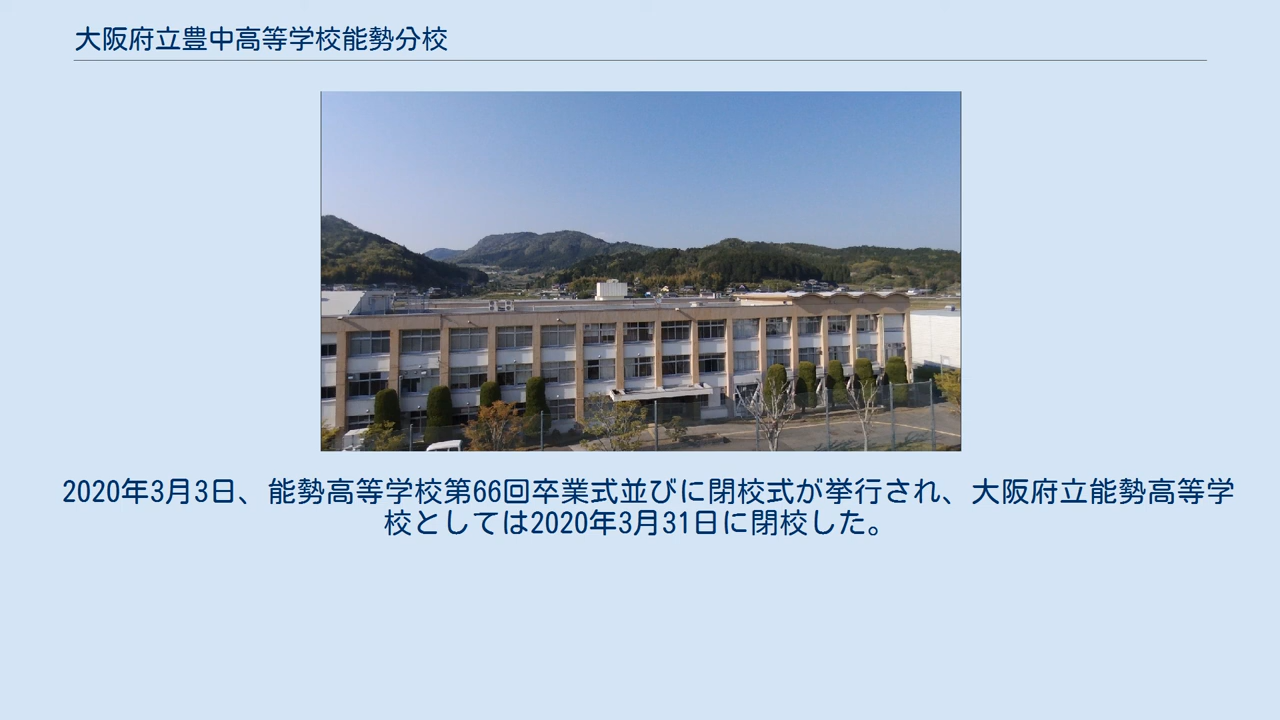 大阪府立豊中高等学校能勢分校
2020年3月3日、能勢高等学校第66回卒業式並びに閉校式が挙行され、大阪府立能勢高等学
校としては2020年3月31日に閉校した。